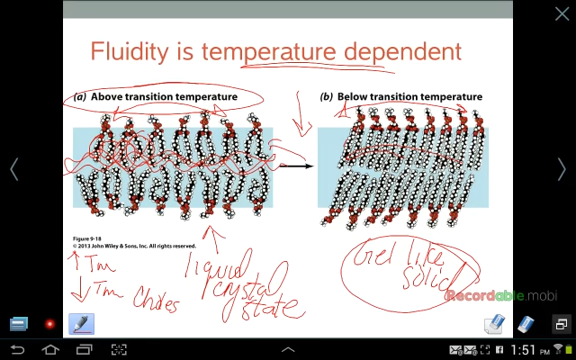 Fluidity is temperature dependent
(a) Above transition temperature
(b) Below transition temperature
Figure 9-18
© 2013 John Wiley & Sons, Inc. All rights reserved.
↑ Tm
↓ Tm
liquid
crystal
state
Gel like
solid
Recordable.mobi
1:51 PM